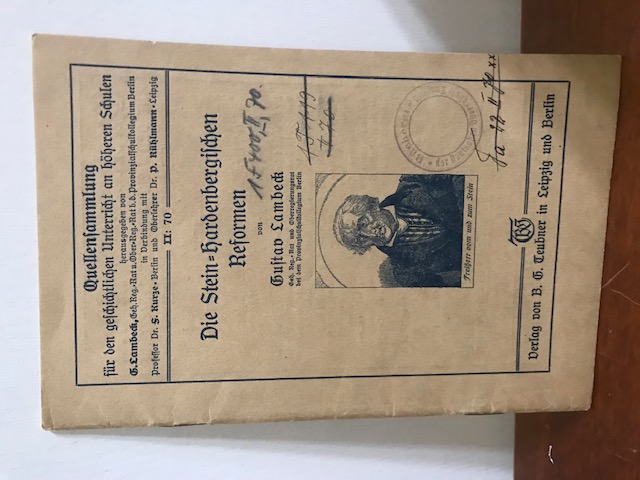 Quellensammlung
für den geschichtlichen Unterricht an höheren Schulen
herausgegeben von
G. Lambeck, Geh. Reg.-Rat u. Ober-Reg.-Rat b. d. Provinzialschulkollegium Berlin
in Verbindung mit
Professor Dr. F. Kurze-Berlin und Oberlehrer Dr. P. Rühlmann-Leipzig
II: 70
Die Stein-Hardenbergischen
Reformen
von
Gustav Lambeck
Geh. Reg.-Rat und Oberregierungsrat
bei dem Provinzialschulkollegium Berlin
Freiherr vom und zum Stein
BGT
Verlag von B. G. Teubner in Leipzig und Berlin